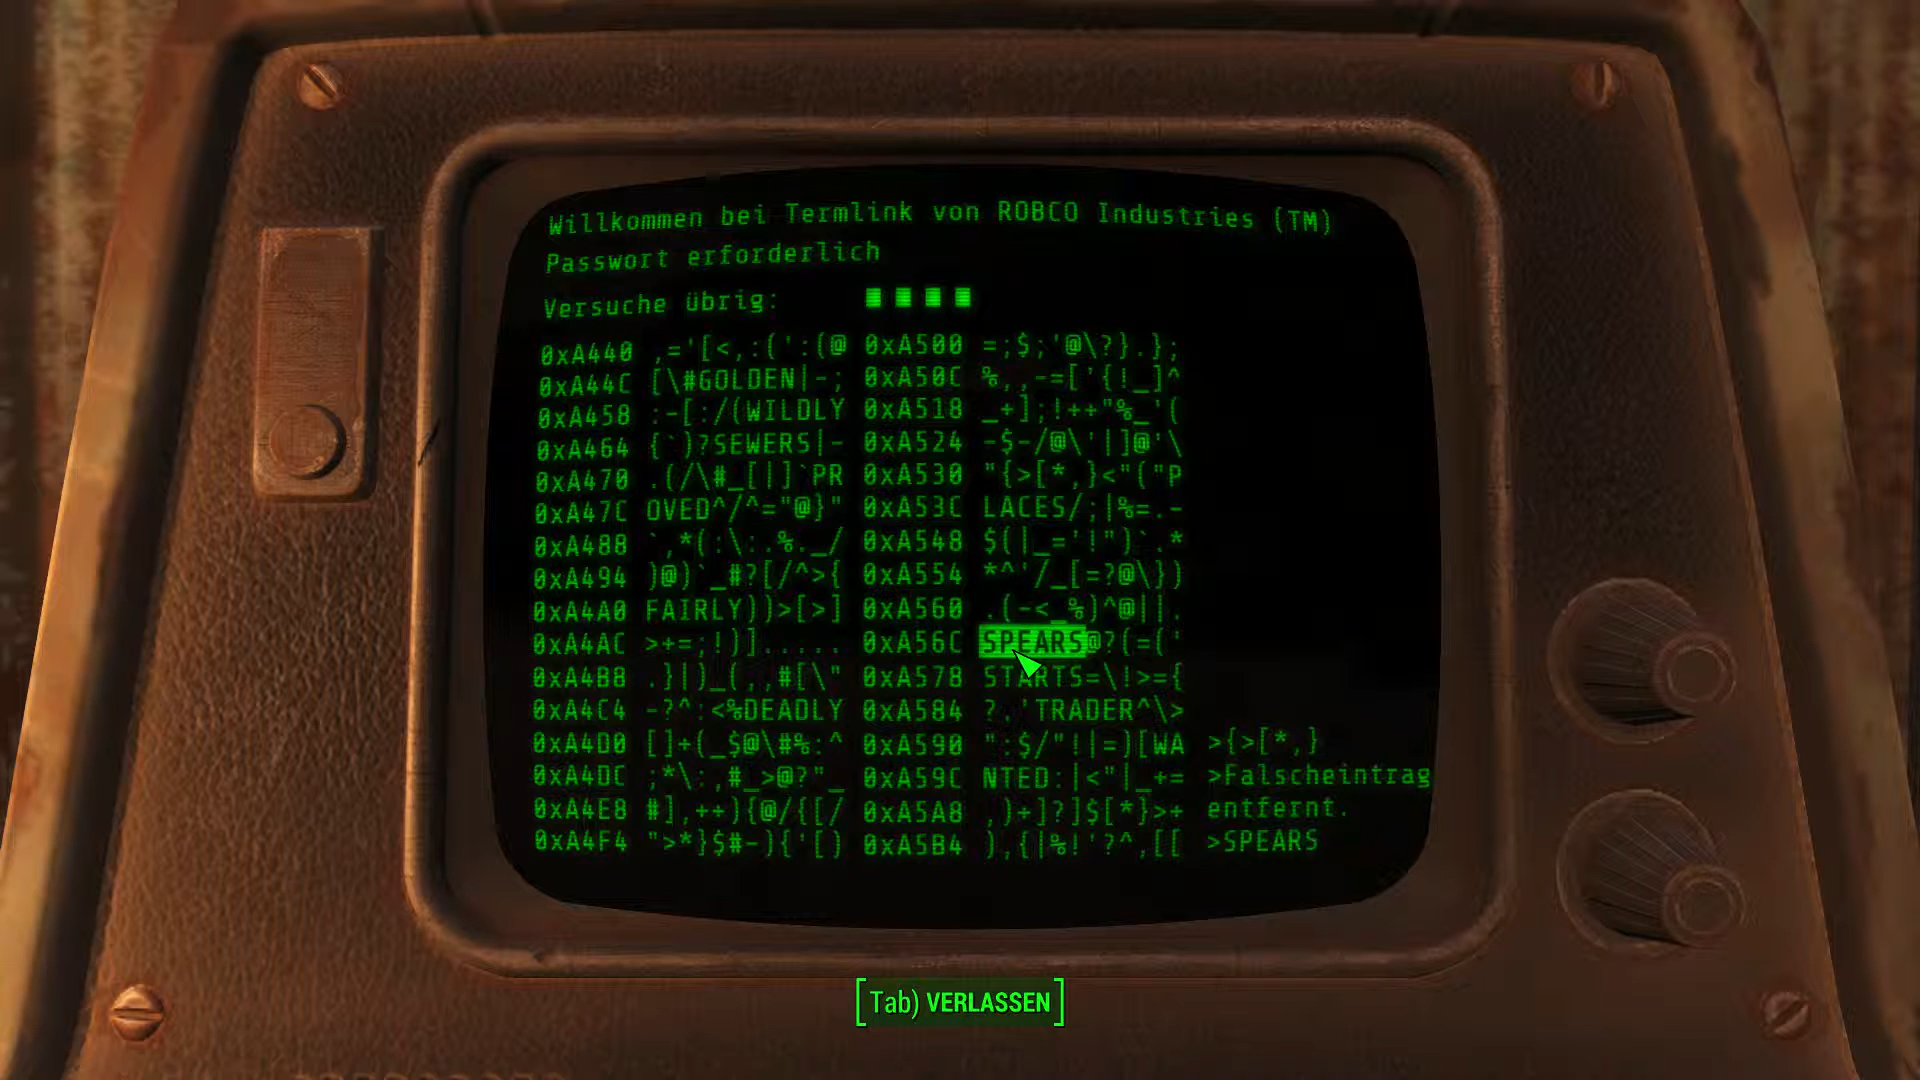 Willkommen bei Termlink von ROBCO Industries (TM)
Passwort erforderlich
Versuche übrig:
0xA440 ,='[<,:(':(@ 0xA500 =;$;'@\?}.};
0xA44C [\#GOLDEN|-; 0xA50C %,,-=['{!_]^
0xA458 :-[:/(WILDLY 0xA518 _+];!++"%_'(
0xA464 {`)?SEWERS|- 0xA524 -$-/@\'|]@'\
0xA470 .(/\#_[|]`PR 0xA530 "{>[*,}<"("P
0xA47C OVED^/^="@}" 0xA53C LACES/;|%=.-
0xA488 `,*(:\:.%._/ 0xA548 $(|_='!")`.*
0xA494 )@)`_#?[/^>{ 0xA554 *^'/_[=?@\})
0xA4A0 FAIRLY))>[>] 0xA560 .(-<_%)^@||.
0xA4AC >+=;!)]..... 0xA56C SPEARS@?(=('
0xA4B8 .}|)_(,,#[\" 0xA578 STARTS=\!>={
0xA4C4 -?^:<%DEADLY 0xA584 ?.'TRADER^\>
0xA4D0 []+(_$@\#%:^ 0xA590 ":$/"!|=)[WA >{>[*,}
0xA4DC ;*\:,#_>@?"_ 0xA59C NTED:|<"|_+= >Falscheintrag
0xA4E8 #],++){@/{[/ 0xA5A8 ,)+]?]$[*}>+ entfernt.
0xA4F4 ">*}$#-){'[) 0xA5B4 ),{|%!'?^,[[ >SPEARS
[Tab) VERLASSEN]